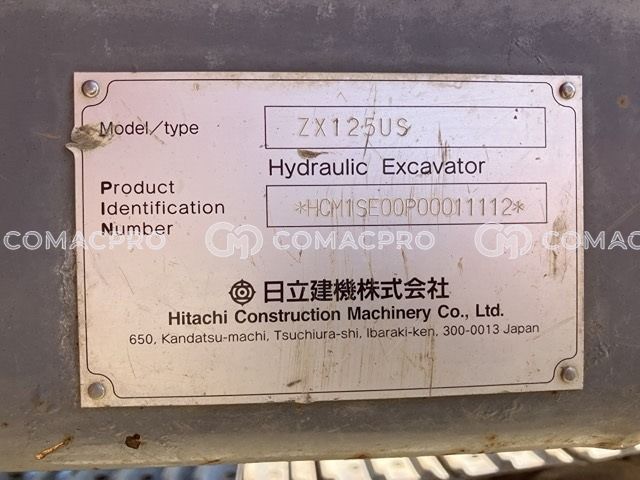 Model/type ZX125US
Hydraulic Excavator
Product
Identification *HCM1SE00P00011112*
Number
COMACPRO COMACPRO COMACPRO
日立建機株式会社
Hitachi Construction Machinery Co., Ltd.
650, Kandatsu-machi, Tsuchiura-shi, Ibaraki-ken, 300-0013 Japan